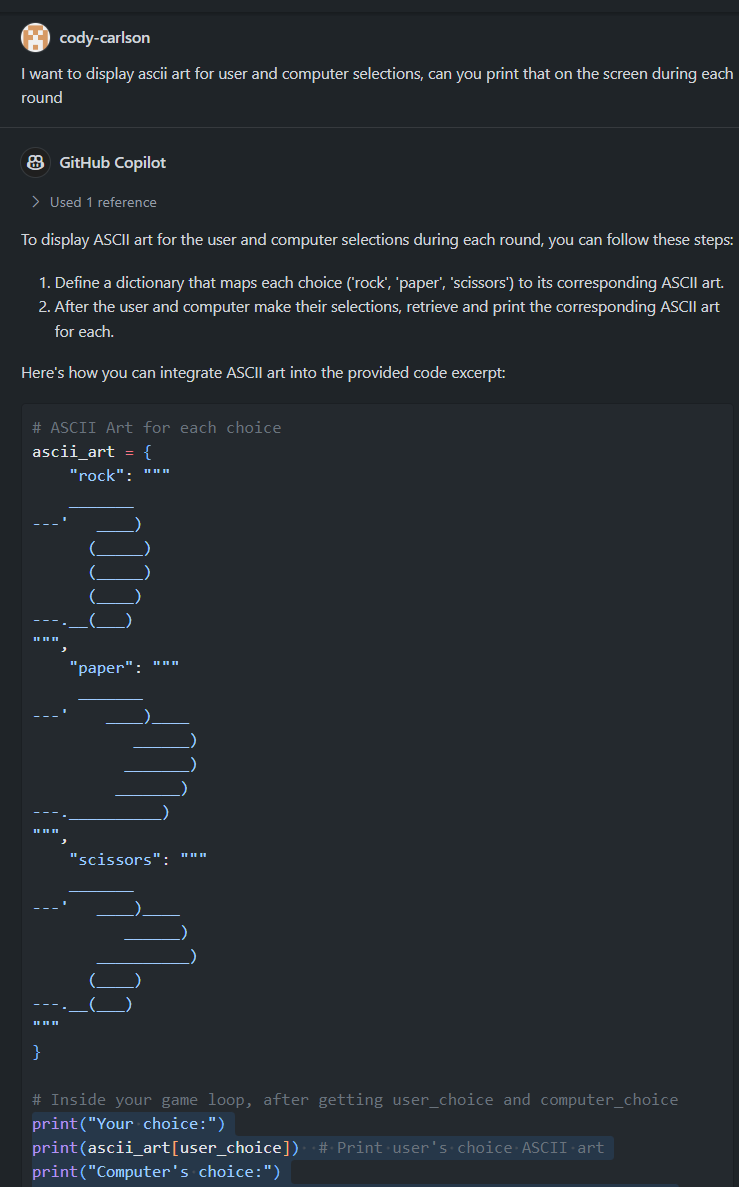 cody-carlson
I want to display ascii art for user and computer selections, can you print that on the screen during each
round
GitHub Copilot
Used 1 reference
To display ASCII art for the user and computer selections during each round, you can follow these steps:
1. Define a dictionary that maps each choice ('rock', 'paper', 'scissors') to its corresponding ASCII art.
2. After the user and computer make their selections, retrieve and print the corresponding ASCII art
for each.
Here's how you can integrate ASCII art into the provided code excerpt:
# ASCII Art for each choice
ascii_art = {
    "rock": """
    _______
---'   ____)
      (_____)
      (_____)
      (____)
---.__(___)
""",
    "paper": """
     _______
---'    ____)____
           ______)
          _______)
         _______)
---.__________)
""",
    "scissors": """
    _______
---'   ____)____
          ______)
       __________)
      (____)
---.__(___)
"""
}
# Inside your game loop, after getting user_choice and computer_choice
print("Your choice:")
print(ascii_art[user_choice])  # Print user's choice ASCII art
print("Computer's choice:")